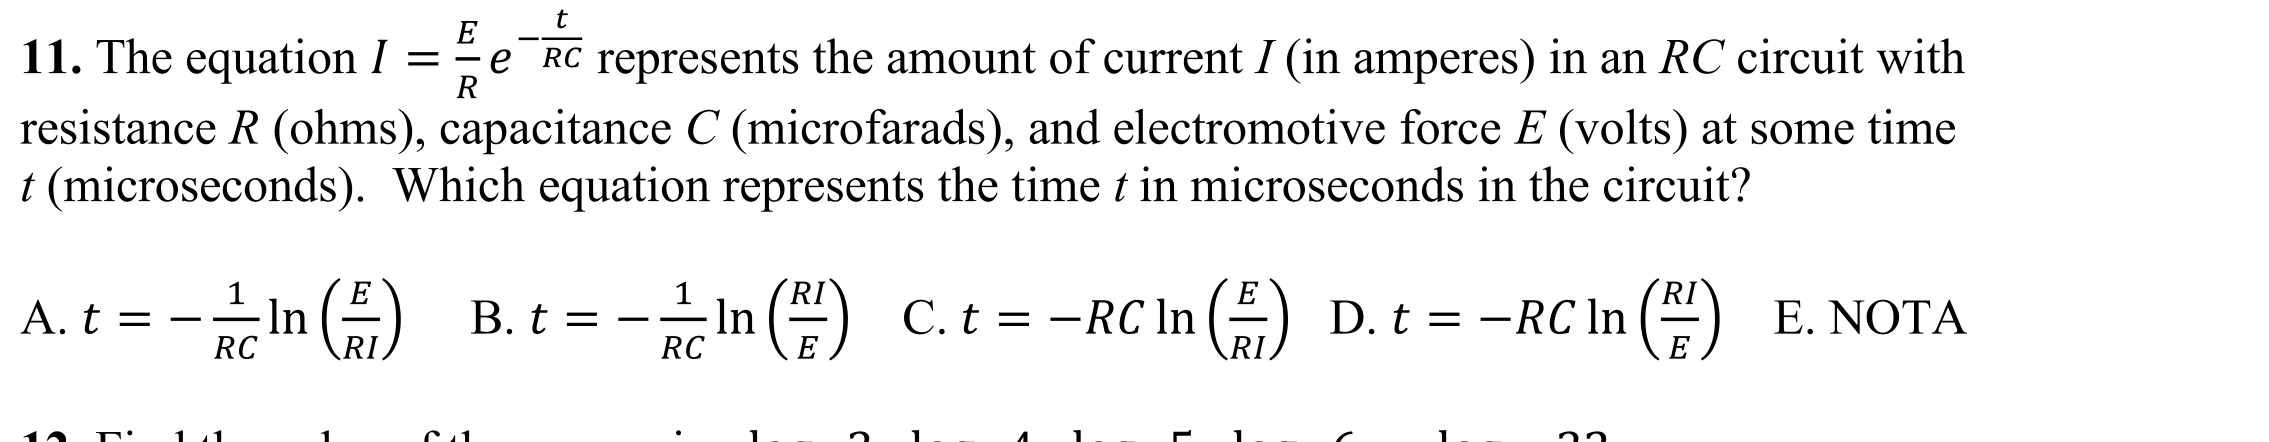 11. The equation I = E/R e^(-t/RC) represents the amount of current I (in amperes) in an RC circuit with
resistance R (ohms), capacitance C (microfarads), and electromotive force E (volts) at some time
t (microseconds). Which equation represents the time t in microseconds in the circuit?
A. t = −1/RC ln(E/RI) B. t = −1/RC ln(RI/E) C. t = −RC ln(E/RI) D. t = −RC ln(RI/E) E. NOTA